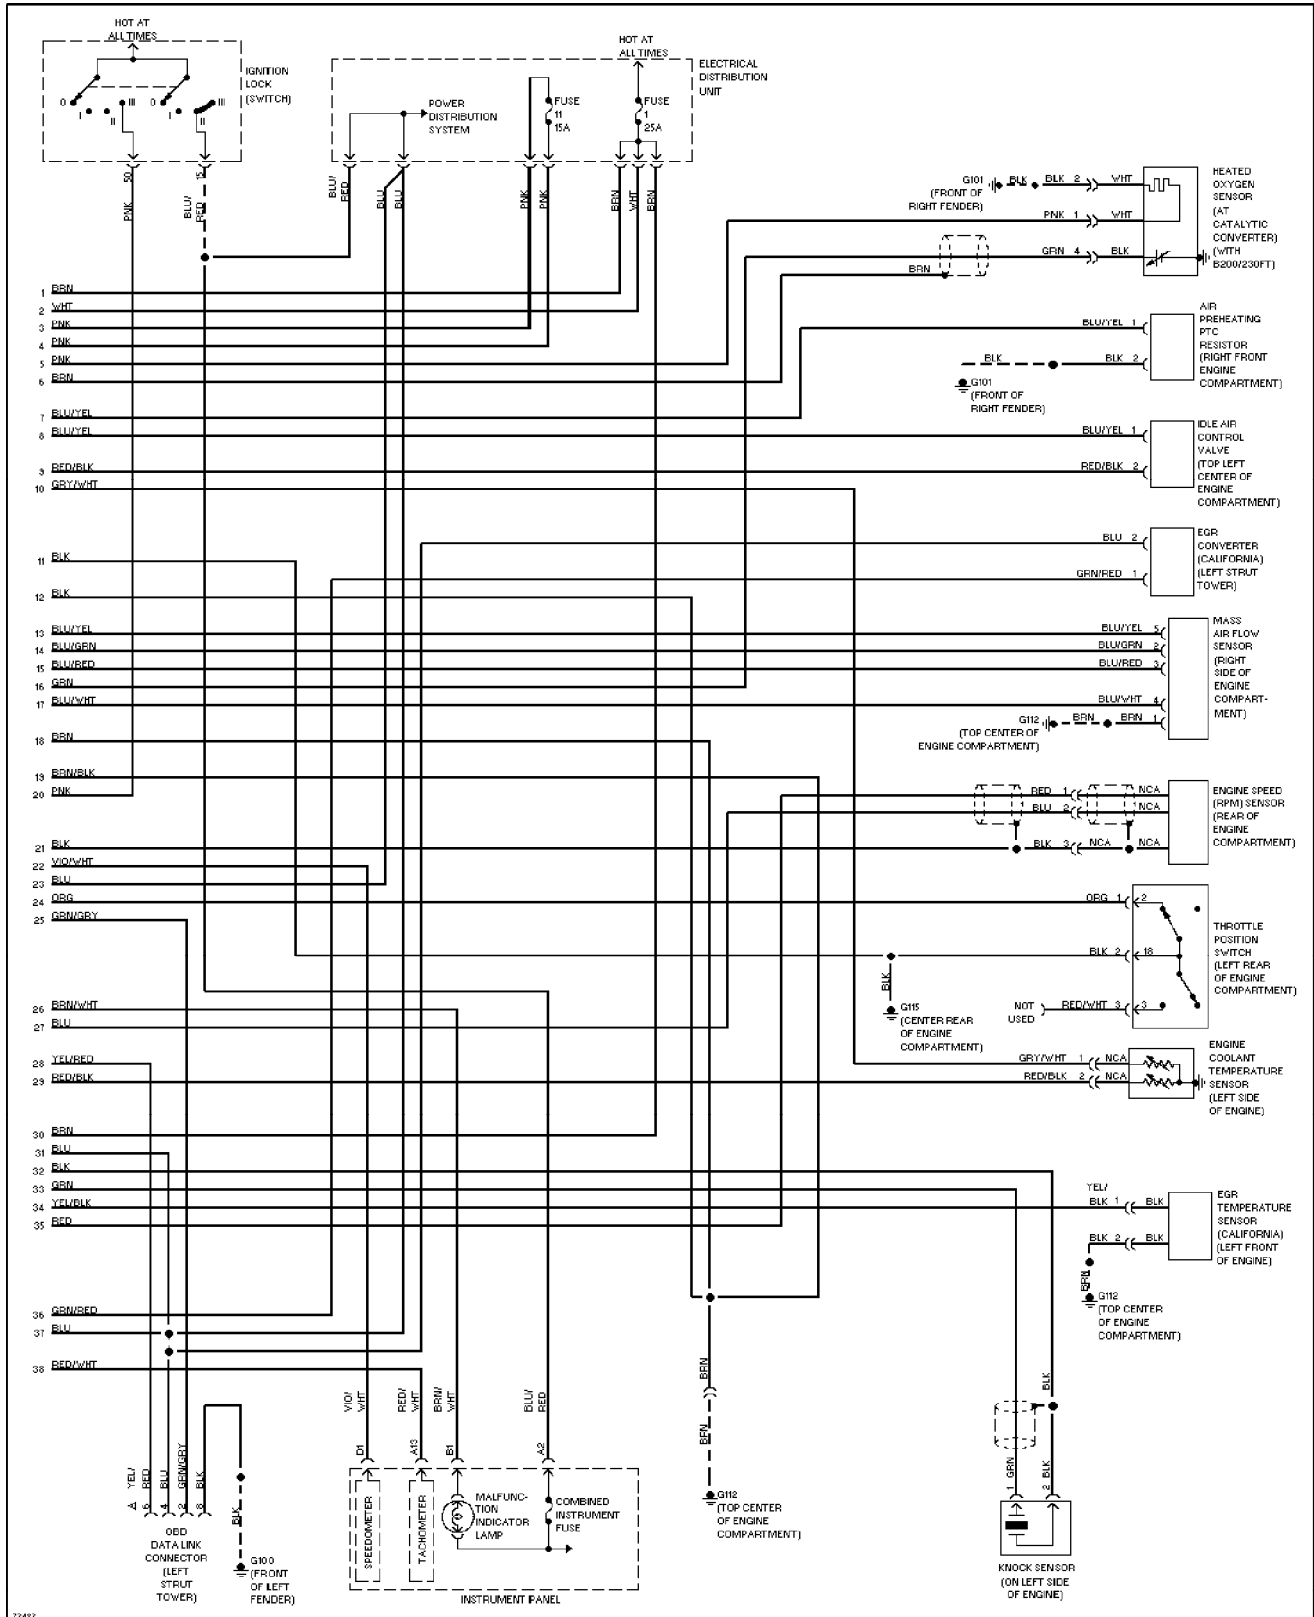 HOT AT
ALL TIMES
IGNITION
LOCK
(SWITCH)
0
I
II
III
0
I
II
III
50
15
PNK
BLU/
RED
HOT AT
ALL TIMES
ELECTRICAL
DISTRIBUTION
UNIT
POWER
DISTRIBUTION
SYSTEM
FUSE
11
15A
FUSE
1
25A
BLU/
RED
BLU
BLU
PNK
PNK
BRN
WHT
BRN
G101
(FRONT OF
RIGHT FENDER)
BLK
BLK 2 WHT
PNK 1 WHT
GRN 4 BLK
BRN
HEATED
OXYGEN
SENSOR
(AT
CATALYTIC
CONVERTER)
(WITH
B200/230FT)
1 BRN
2 WHT
3 PNK
4 PNK
5 PNK
6 BRN
7 BLU/YEL
8 BLU/YEL
9 RED/BLK
10 GRY/WHT
11 BLK
12 BLK
13 BLU/YEL
14 BLU/GRN
15 BLU/RED
16 GRN
17 BLU/WHT
18 BRN
19 BRN/BLK
20 PNK
21 BLK
22 VIO/WHT
23 BLU
24 ORG
25 GRN/GRY
26 BRN/WHT
27 BLU
28 YEL/RED
29 RED/BLK
30 BRN
31 BLU
32 BLK
33 GRN
34 YEL/BLK
35 RED
36 GRN/RED
37 BLU
38 RED/WHT
BLU/YEL 1
BLK
BLK 2
G101
(FRONT OF
RIGHT FENDER)
AIR
PREHEATING
PTC
RESISTOR
(RIGHT FRONT
ENGINE
COMPARTMENT)
BLU/YEL 1
RED/BLK 2
IDLE AIR
CONTROL
VALVE
(TOP LEFT
CENTER OF
ENGINE
COMPARTMENT)
BLU 2
GRN/RED 1
EGR
CONVERTER
(CALIFORNIA)
(LEFT STRUT
TOWER)
BLU/YEL 5
BLU/GRN 2
BLU/RED 3
BLU/WHT 4
BRN BRN 1
G112
(TOP CENTER OF
ENGINE COMPARTMENT)
MASS
AIR FLOW
SENSOR
(RIGHT
SIDE OF
ENGINE
COMPART-
MENT)
RED 1 NCA
BLU 2 NCA
BLK 3 NCA NCA
ENGINE SPEED
(RPM) SENSOR
(REAR OF
ENGINE
COMPARTMENT)
ORG 1 2
BLK 2 18
RED/WHT 3 3
NOT
USED
BLK
G115
(CENTER REAR
OF ENGINE
COMPARTMENT)
THROTTLE
POSITION
SWITCH
(LEFT REAR
OF ENGINE
COMPARTMENT)
GRY/WHT 1 NCA
RED/BLK 2 NCA
ENGINE
COOLANT
TEMPERATURE
SENSOR
(LEFT SIDE
OF ENGINE)
YEL/
BLK 1 BLK
BLK 2 BLK
BRN
G112
(TOP CENTER
OF ENGINE
COMPARTMENT)
EGR
TEMPERATURE
SENSOR
(CALIFORNIA)
(LEFT FRONT
OF ENGINE)
A
YEL/
RED
BLU
GRN/GRY
BLK
6
4
2
8
OBD
DATA LINK
CONNECTOR
(LEFT
STRUT
TOWER)
BLK
G100
(FRONT
OF LEFT
FENDER)
VIO/
WHT
RED/
WHT
BRN/
WHT
BLU/
RED
D1
A13
B1
A2
SPEEDOMETER
TACHOMETER
MALFUNC-
TION
INDICATOR
LAMP
COMBINED
INSTRUMENT
FUSE
INSTRUMENT PANEL
BRN
BRN
G112
(TOP CENTER
OF ENGINE
COMPARTMENT)
BLK
GRN
BLK
1
2
KNOCK SENSOR
(ON LEFT SIDE
OF ENGINE)